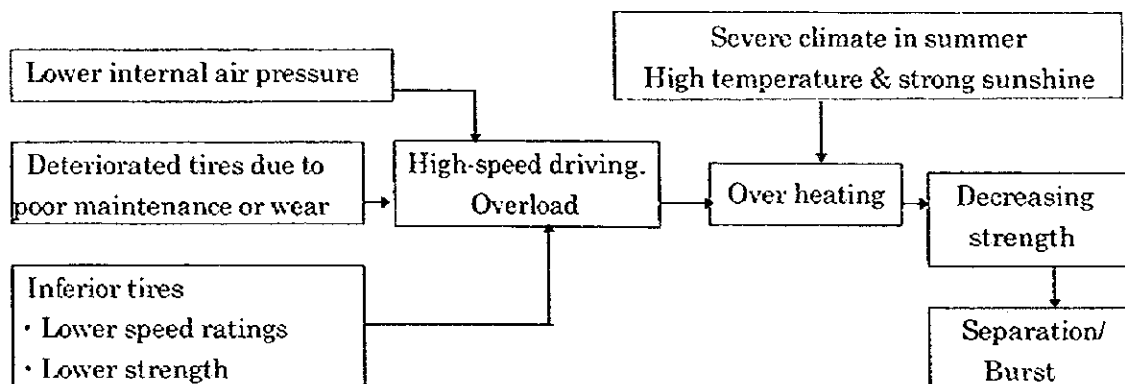 Lower internal air pressure
Deteriorated tires due to
poor maintenance or wear
Inferior tires
・Lower speed ratings
・Lower strength
High-speed driving.
Overload
Severe climate in summer
High temperature & strong sunshine
Over heating
Decreasing
strength
Separation/
Burst